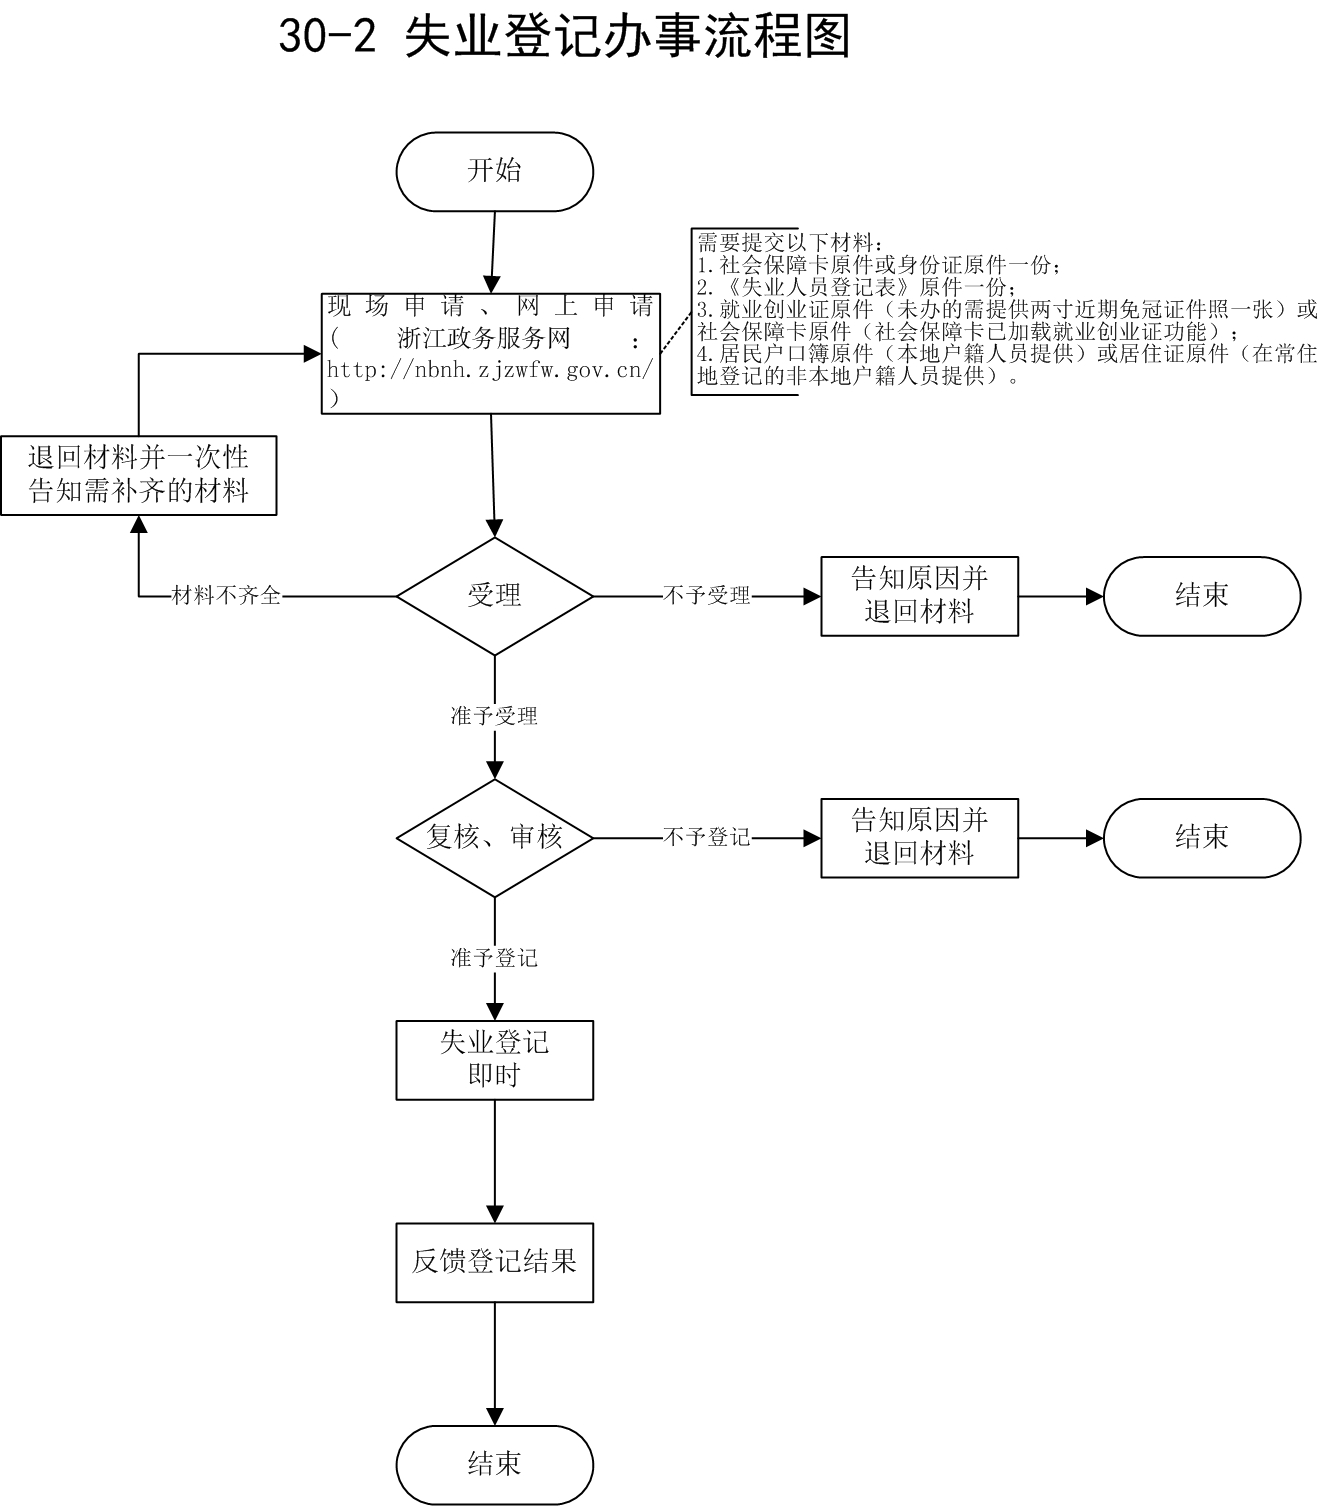 30-2 失业登记办事流程图
开始
需要提交以下材料：
1.社会保障卡原件或身份证原件一份；
2.《失业人员登记表》原件一份；
3.就业创业证原件（未办的需提供两寸近期免冠证件照一张）或
社会保障卡原件（社会保障卡已加载就业创业证功能）；
4.居民户口簿原件（本地户籍人员提供）或居住证原件（在常住
地登记的非本地户籍人员提供）。
现场申请、网上申请
（浙江政务服务网：
http://nbnh.zjzwfw.gov.cn/
）
退回材料并一次性
告知需补齐的材料
材料不齐全
受理
不予受理
告知原因并
退回材料
结束
准予受理
复核、审核
不予登记
告知原因并
退回材料
结束
准予登记
失业登记
即时
反馈登记结果
结束